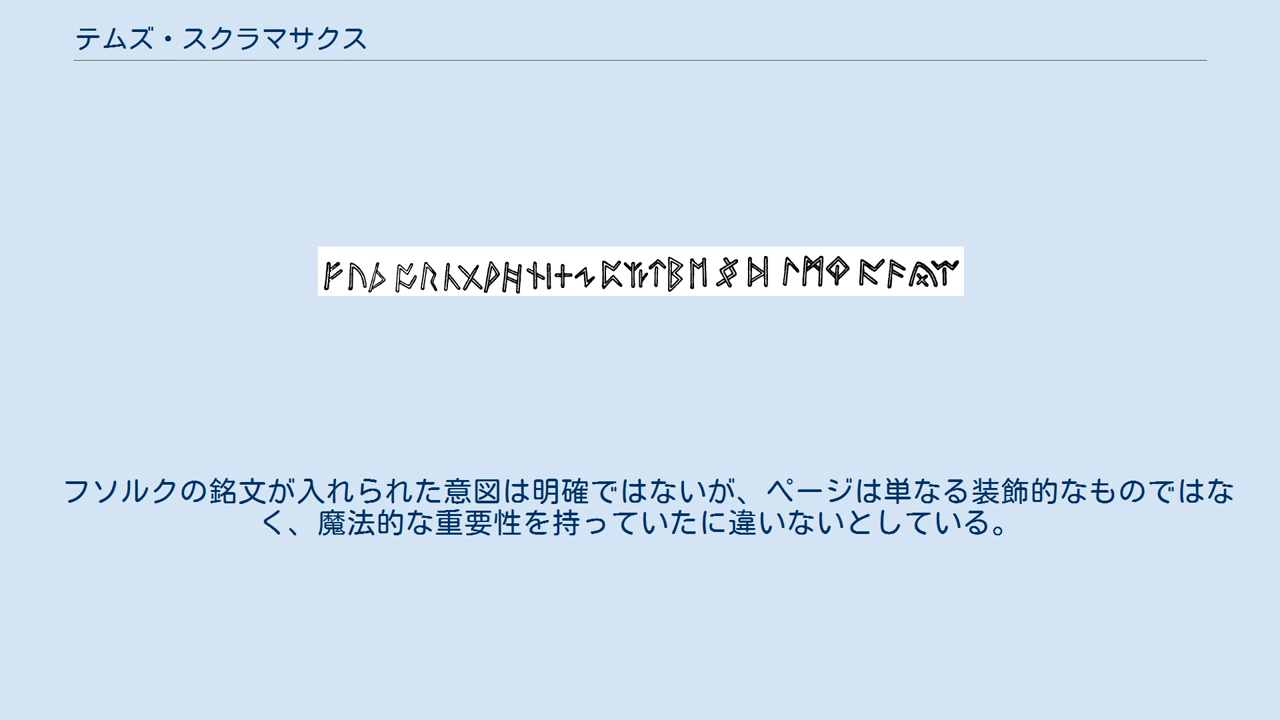 テムズ・スクラマサクス
ᚠᚢᚦᚩᚱᚳᚷᚹᚻᚾᛁᛄᛇᛈᛉᛋᛏᛒᛖᛝᛞᛚᛗᛟᚪᚫᚣᛠ
フソルクの銘文が入れられた意図は明確ではないが、ページは単なる装飾的なものではな
く、魔法的な重要性を持っていたに違いないとしている。